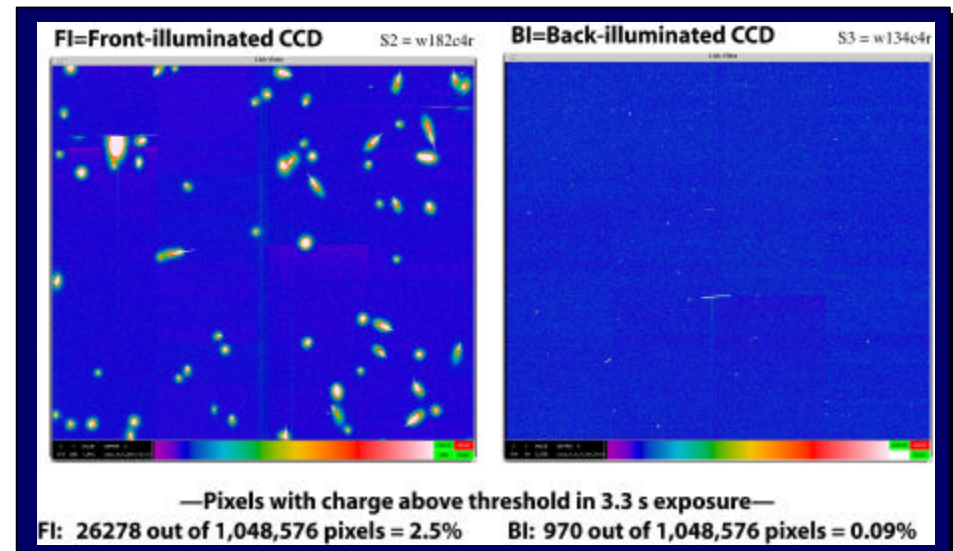 FI=Front-illuminated CCD
S2 = w182c4r
BI=Back-illuminated CCD
S3 = w134c4r
—Pixels with charge above threshold in 3.3 s exposure—
FI: 26278 out of 1,048,576 pixels = 2.5%
BI: 970 out of 1,048,576 pixels = 0.09%